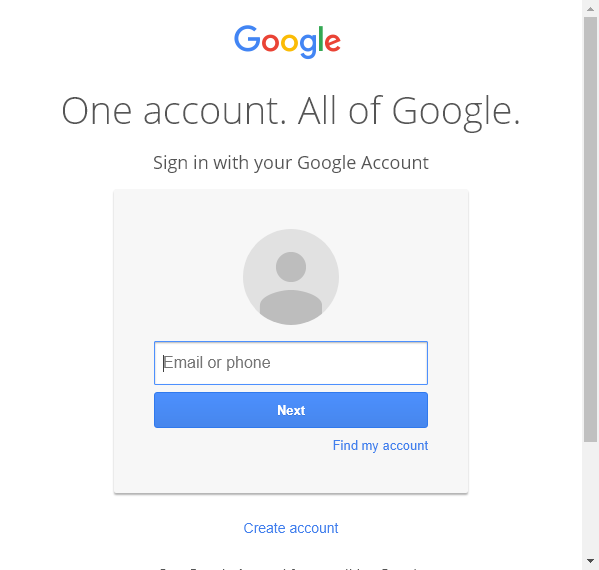 Google
One account. All of Google.
Sign in with your Google Account
Email or phone
Next
Find my account
Create account